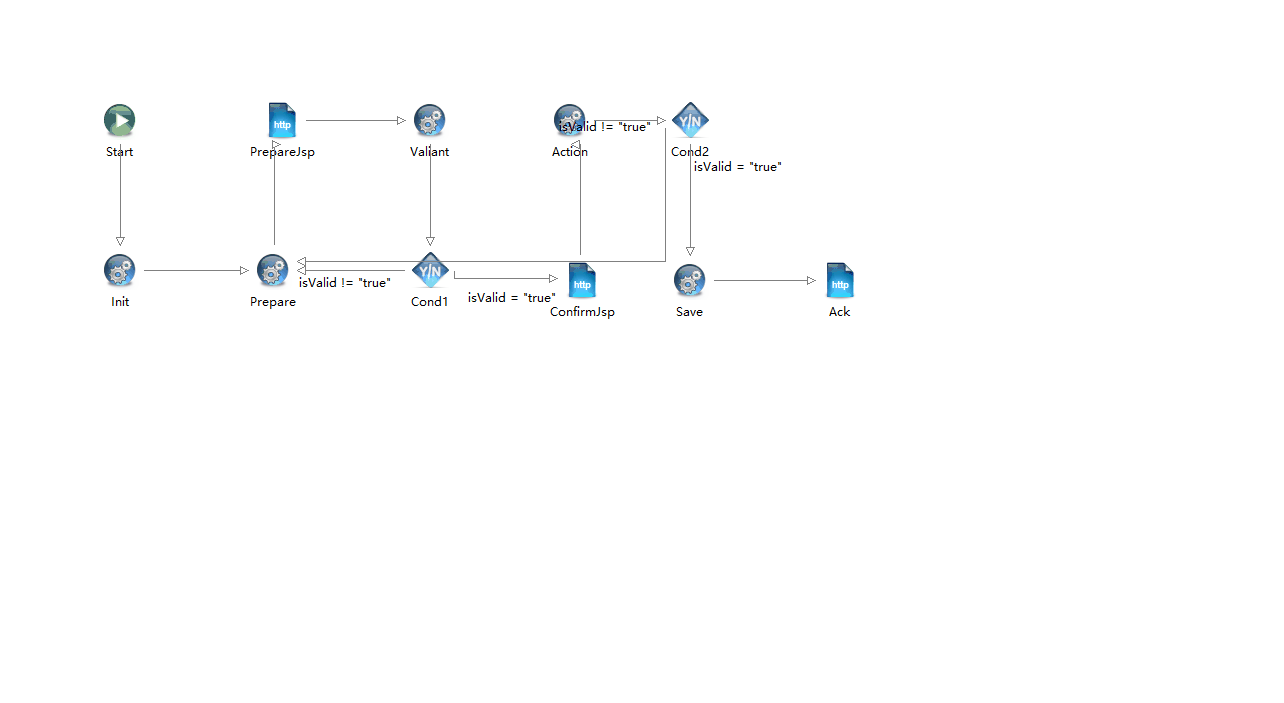 http
Y/N
isValid != "true"
Start
PrepareJsp
Valiant
Action
Cond2
isValid = "true"
Y/N
http
http
isValid != "true"
Init
Prepare
Cond1
isValid = "true"
ConfirmJsp
Save
Ack